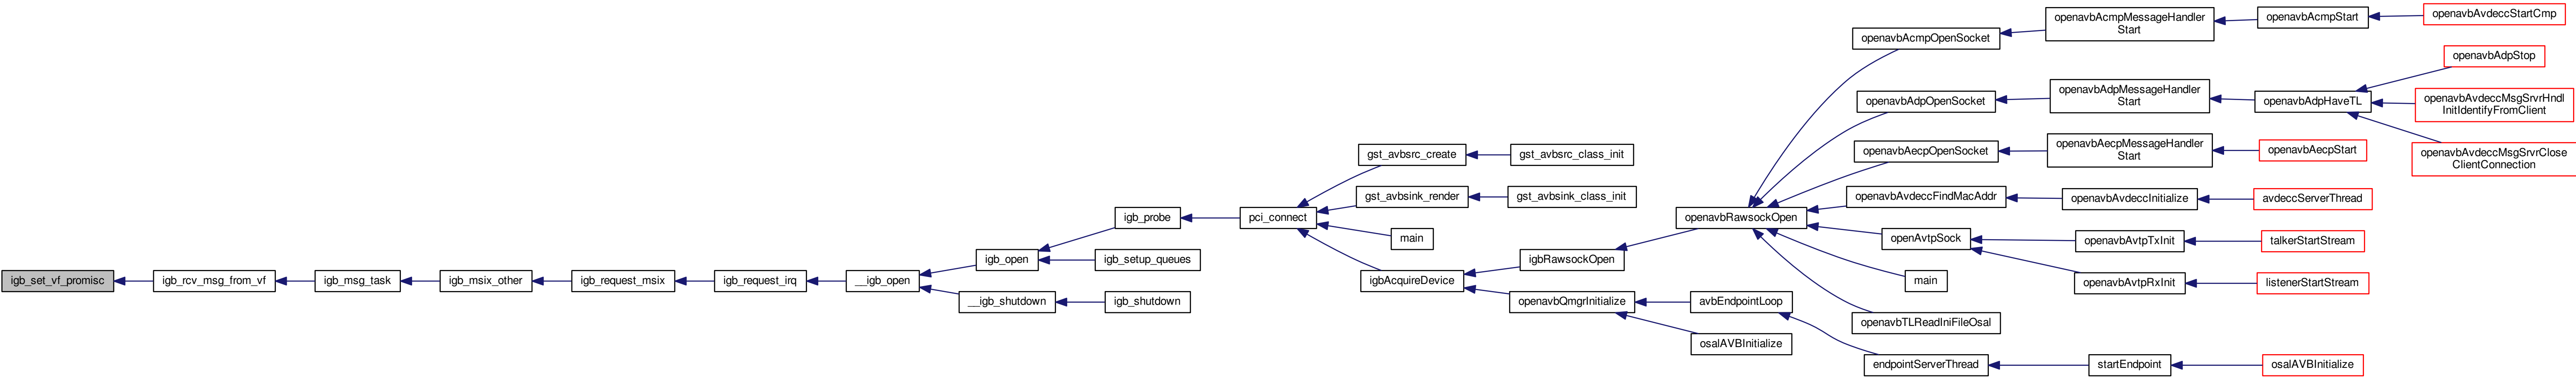 igb_set_vf_promisc
igb_rcv_msg_from_vf
igb_msg_task
igb_msix_other
igb_request_msix
igb_request_irq
__igb_open
igb_open
__igb_shutdown
igb_probe
igb_setup_queues
igb_shutdown
pci_connect
gst_avbsrc_create
gst_avbsrc_class_init
gst_avbsink_render
gst_avbsink_class_init
main
igbAcquireDevice
igbRawsockOpen
openavbQmgrInitialize
openavbRawsockOpen
avbEndpointLoop
osalAVBInitialize
openavbAcmpOpenSocket
openavbAcmpMessageHandler
Start
openavbAcmpStart
openavbAvdeccStartCmp
openavbAdpOpenSocket
openavbAdpMessageHandler
Start
openavbAdpHaveTL
openavbAdpStop
openavbAvdeccMsgSrvrHndl
InitIdentifyFromClient
openavbAvdeccMsgSrvrClose
ClientConnection
openavbAecpOpenSocket
openavbAecpMessageHandler
Start
openavbAecpStart
openavbAvdeccFindMacAddr
openavbAvdeccInitialize
avdeccServerThread
openAvtpSock
openavbAvtpTxInit
talkerStartStream
openavbAvtpRxInit
listenerStartStream
main
openavbTLReadIniFileOsal
endpointServerThread
startEndpoint
osalAVBInitialize